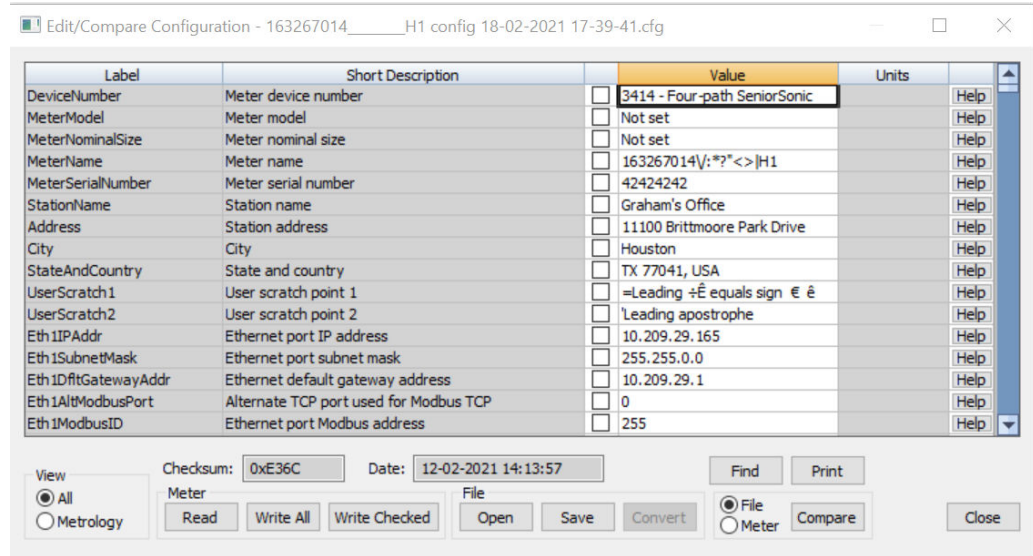 Edit/Compare Configuration - 163267014_______H1 config 18-02-2021 17-39-41.cfg
Label Short Description Value Units
DeviceNumber Meter device number 3414 - Four-path SeniorSonic Help
MeterModel Meter model Not set Help
MeterNominalSize Meter nominal size Not set Help
MeterName Meter name 163267014\/:*?"<>|H1 Help
MeterSerialNumber Meter serial number 42424242 Help
StationName Station name Graham's Office Help
Address Station address 11100 Brittmoore Park Drive Help
City City Houston Help
StateAndCountry State and country TX 77041, USA Help
UserScratch1 User scratch point 1 =Leading ÷Ê equals sign € ê Help
UserScratch2 User scratch point 2 'Leading apostrophe Help
Eth1IPAddr Ethernet port IP address 10.209.29.165 Help
Eth1SubnetMask Ethernet port subnet mask 255.255.0.0 Help
Eth1DfltGatewayAddr Ethernet default gateway address 10.209.29.1 Help
Eth1AltModbusPort Alternate TCP port used for Modbus TCP 0 Help
Eth1ModbusID Ethernet port Modbus address 255 Help
View
All
Metrology
Checksum: 0xE36C Date: 12-02-2021 14:13:57
Meter
Read Write All Write Checked
File
Open Save Convert
Find Print
File
Meter
Compare
Close